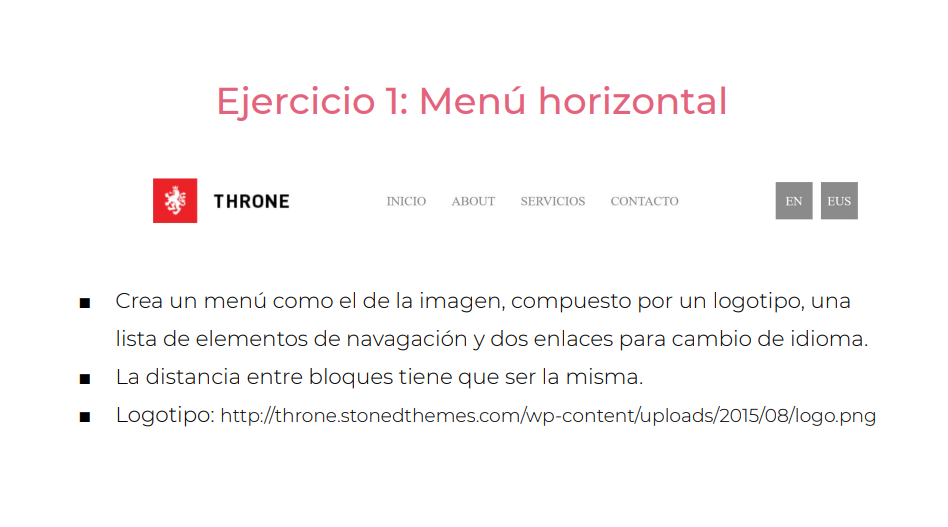 Ejercicio 1: Menú horizontal
THRONE INICIO ABOUT SERVICIOS CONTACTO EN EUS
■ Crea un menú como el de la imagen, compuesto por un logotipo, una
lista de elementos de navagación y dos enlaces para cambio de idioma.
■ La distancia entre bloques tiene que ser la misma.
■ Logotipo: http://throne.stonedthemes.com/wp-content/uploads/2015/08/logo.png